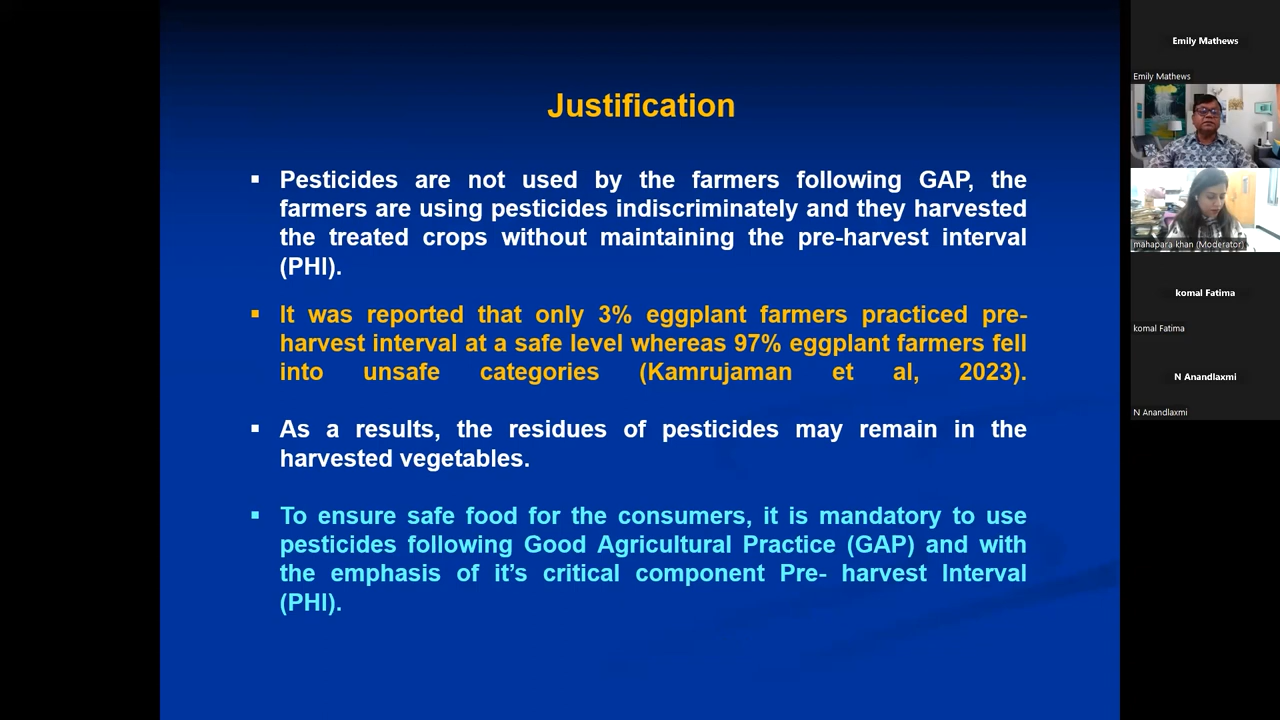 Justification
▪ Pesticides are not used by the farmers following GAP, the
farmers are using pesticides indiscriminately and they harvested
the treated crops without maintaining the pre-harvest interval
(PHI).
▪ It was reported that only 3% eggplant farmers practiced pre-
harvest interval at a safe level whereas 97% eggplant farmers fell
into unsafe categories (Kamrujaman et al, 2023).
▪ As a results, the residues of pesticides may remain in the
harvested vegetables.
▪ To ensure safe food for the consumers, it is mandatory to use
pesticides following Good Agricultural Practice (GAP) and with
the emphasis of it's critical component Pre- harvest Interval
(PHI).
Emily Mathews
Emily Mathews
mahapara khan (Moderator)
komal Fatima
komal Fatima
N Anandlaxmi
N Anandlaxmi